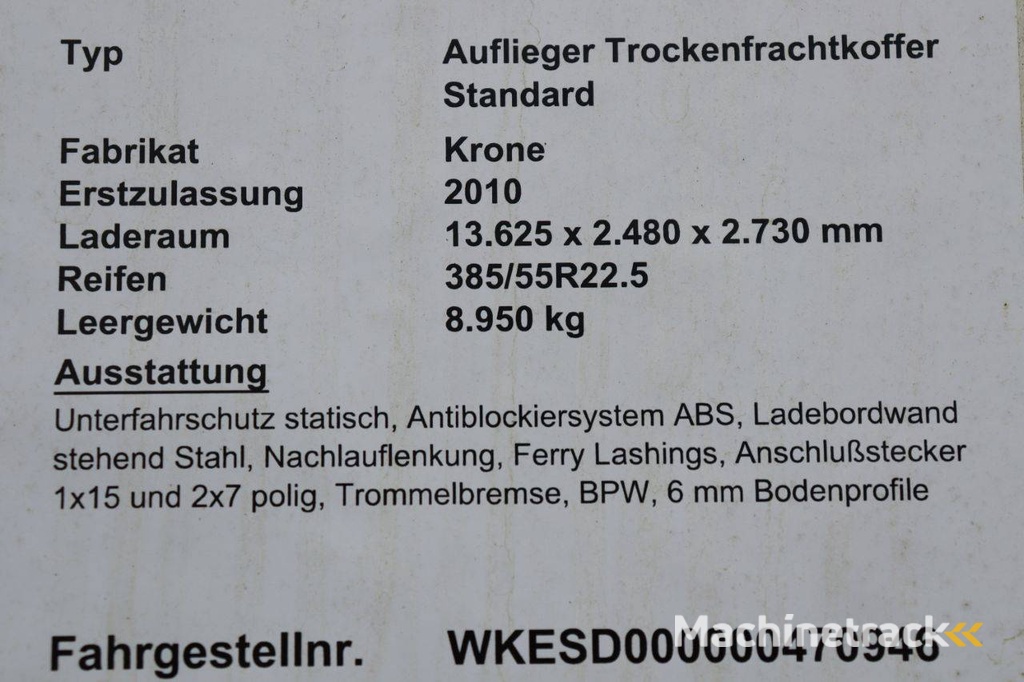 Typ Auflieger Trockenfrachtkoffer
Standard
Fabrikat Krone
Erstzulassung 2010
Laderaum 13.625 x 2.480 x 2.730 mm
Reifen 385/55R22.5
Leergewicht 8.950 kg
Ausstattung
Unterfahrschutz statisch, Antiblockiersystem ABS, Ladebordwand
stehend Stahl, Nachlauflenkung, Ferry Lashings, Anschlußstecker
1x15 und 2x7 polig, Trommelbremse, BPW, 6 mm Bodenprofile
Fahrgestellnr. WKESD000000470946
Machinetrack